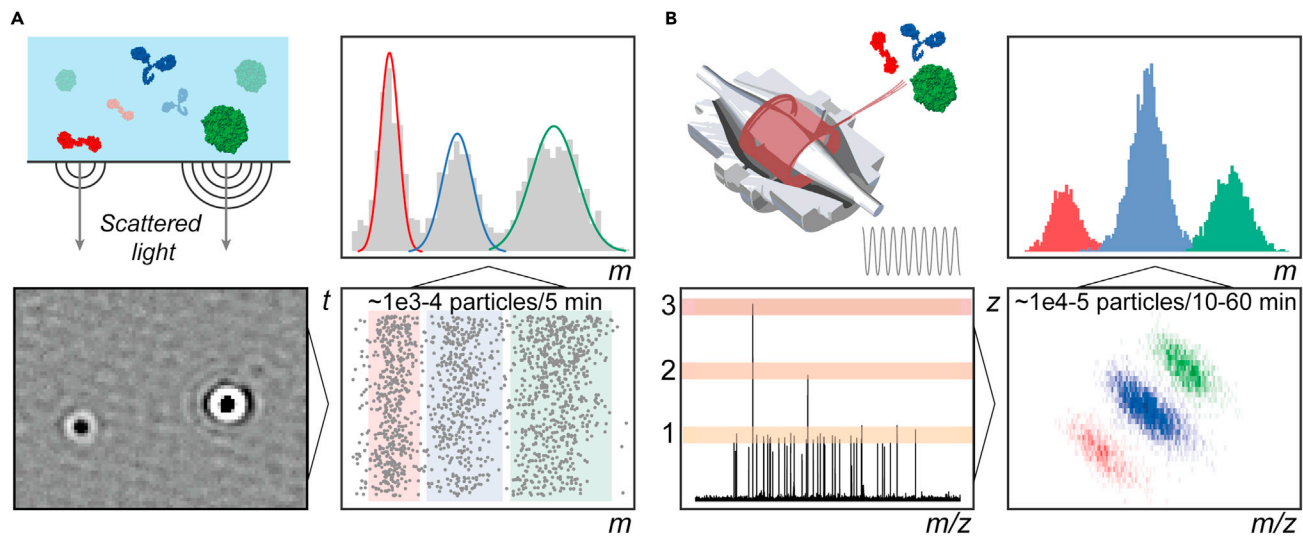 A
B
Scattered
light
m
m
t
~1e3-4 particles/5 min
3
z
~1e4-5 particles/10-60 min
2
1
m
m/z
m/z